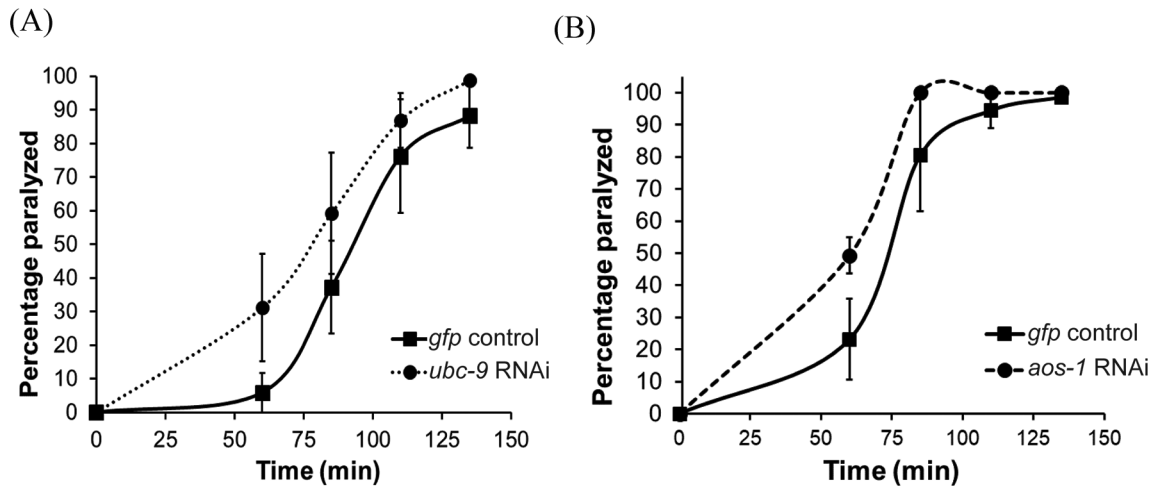 (A)
Percentage paralyzed
100
90
80
70
60
50
40
30
20
10
0
0 25 50 75 100 125 150
Time (min)
gfp control
ubc-9 RNAi
(B)
Percentage paralyzed
100
90
80
70
60
50
40
30
20
10
0
0 25 50 75 100 125 150
Time (min)
gfp control
aos-1 RNAi